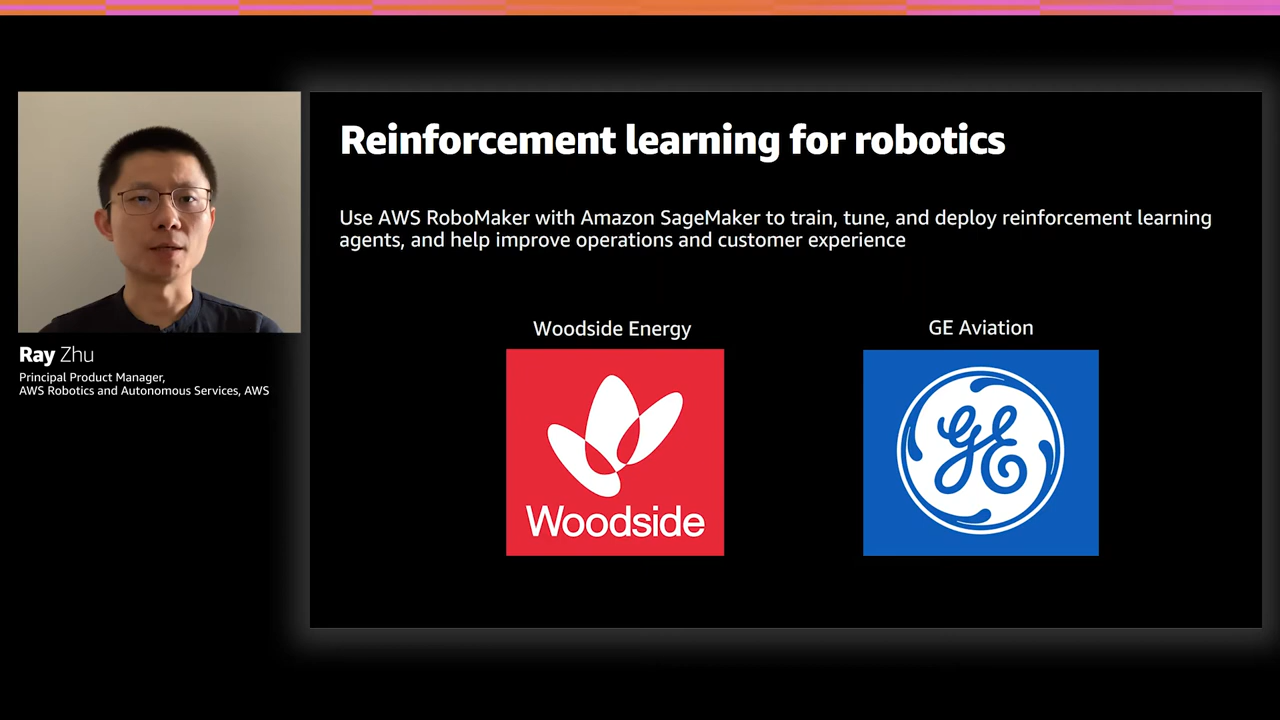 Reinforcement learning for robotics
Use AWS RoboMaker with Amazon SageMaker to train, tune, and deploy reinforcement learning
agents, and help improve operations and customer experience
Ray Zhu
Principal Product Manager,
AWS Robotics and Autonomous Services, AWS
Woodside Energy
GE Aviation
Woodside
GE